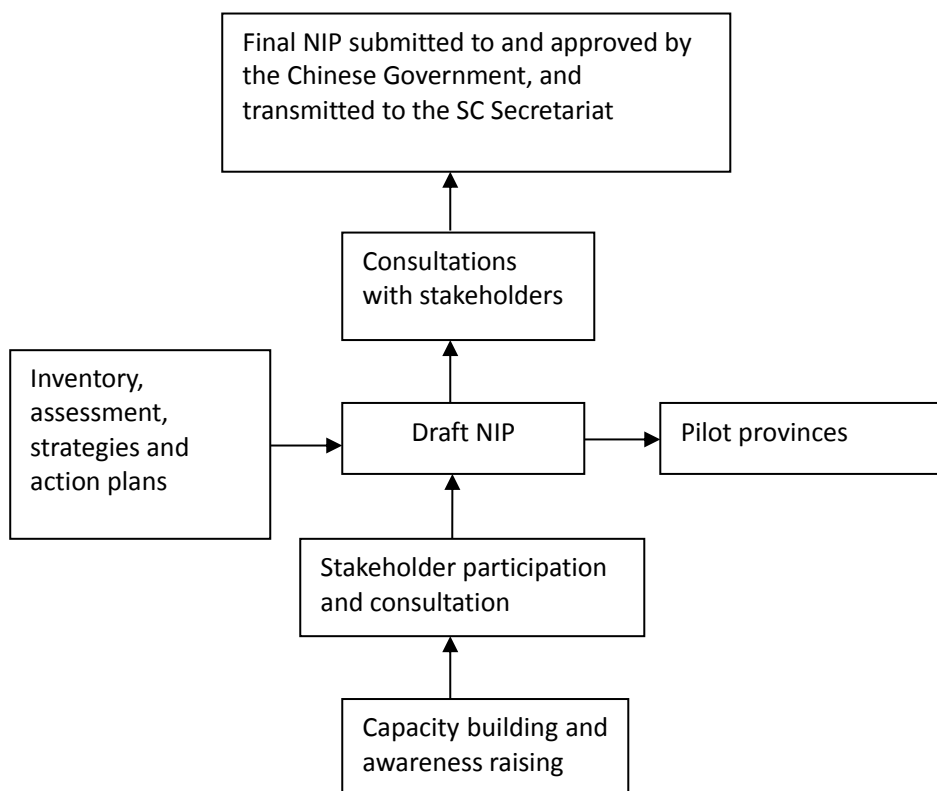 Final NIP submitted to and approved by
the Chinese Government, and
transmitted to the SC Secretariat
Consultations
with stakeholders
Inventory,
assessment,
strategies and
action plans
Draft NIP
Pilot provinces
Stakeholder participation
and consultation
Capacity building and
awareness raising